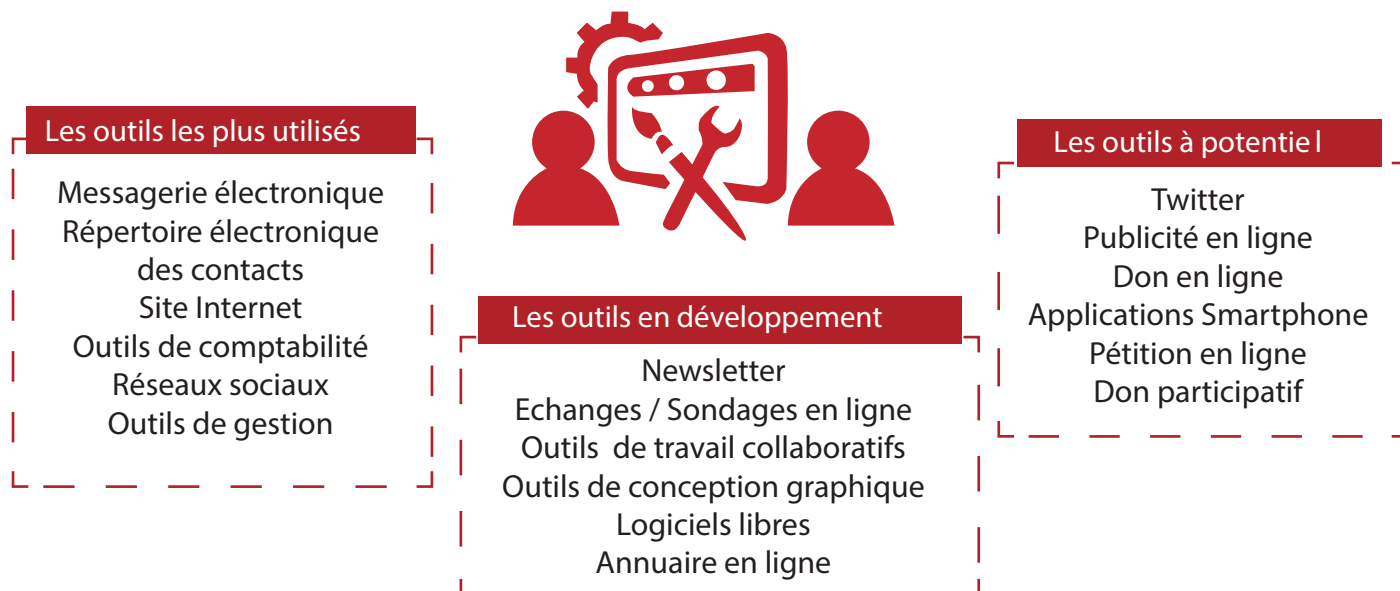 Les outils les plus utilisés
Messagerie électronique
Répertoire électronique
des contacts
Site Internet
Outils de comptabilité
Réseaux sociaux
Outils de gestion
Les outils en développement
Newsletter
Echanges / Sondages en ligne
Outils de travail collaboratifs
Outils de conception graphique
Logiciels libres
Annuaire en ligne
Les outils à potentiel
Twitter
Publicité en ligne
Don en ligne
Applications Smartphone
Pétition en ligne
Don participatif